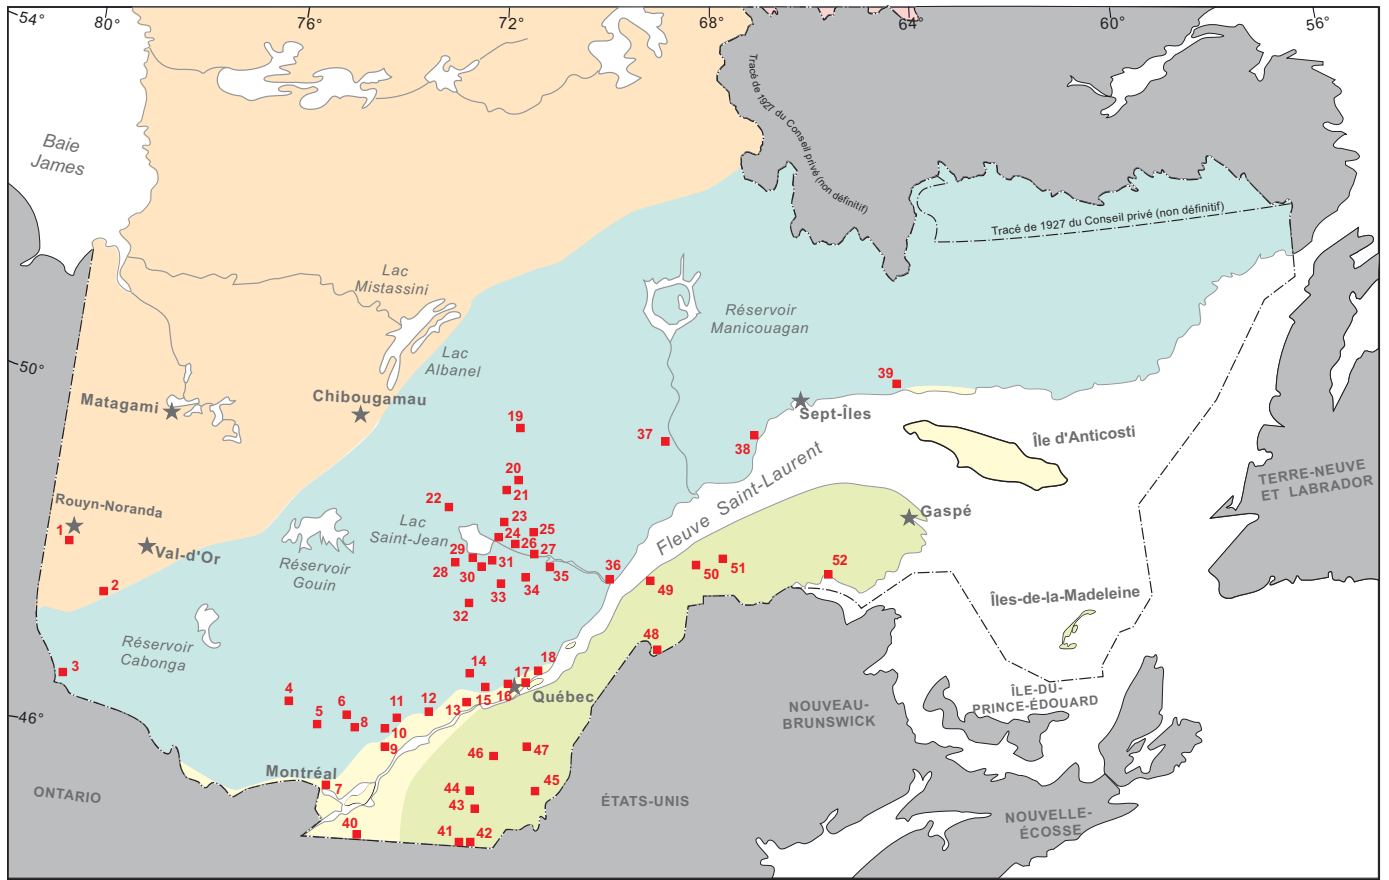 54°
80°
76°
72°
68°
64°
60°
56°
Tracé de 1927 du Conseil privé (non définitif)
Baie
James
Tracé de 1927 du Conseil privé (non définitif)
Lac
Mistassini
Réservoir
Manicouagan
Lac
Albanel
50°
39
Matagami
Chibougamau
Sept-Îles
19
37
38
Île d'Anticosti
Fleuve Saint-Laurent
TERRE-NEUVE
ET LABRADOR
20
21
22
Rouyn-Noranda
Lac
Saint-Jean
23
24
25
26
27
Gaspé
1
Val-d'Or
Réservoir
Gouin
29
28
30
31
35
36
50
51
52
2
33
34
49
32
Îles-de-la-Madeleine
Réservoir
Cabonga
48
3
14
18
17
4
16
15
Québec
13
12
11
6
5
8
10
9
46°
NOUVEAU-
BRUNSWICK
ÎLE-DU-
PRINCE-ÉDOUARD
46
47
Montréal
7
44
45
43
ONTARIO
ÉTATS-UNIS
40
41
42
NOUVELLE-
ÉCOSSE